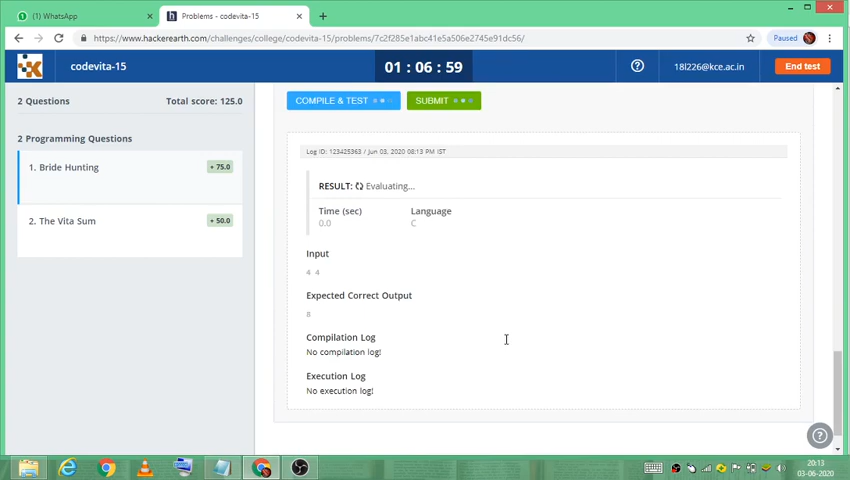 (1) WhatsApp
Problems - codevita-15
https://www.hackerearth.com/challenges/college/codevita-15/problems/7c2f285e1abc41e5a506e2745e91dc56/
Paused
codevita-15
01 : 06 : 59
18l226@kce.ac.in
End test
2 Questions
Total score: 125.0
2 Programming Questions
1. Bride Hunting
+ 75.0
2. The Vita Sum
+ 50.0
COMPILE & TEST
SUBMIT
Log ID: 123425363 / Jun 03, 2020 08:13 PM IST
RESULT: Evaluating...
Time (sec)
Language
0.0
C
Input
4 4
Expected Correct Output
8
Compilation Log
No compilation log!
Execution Log
No execution log!
20:13
03-06-2020